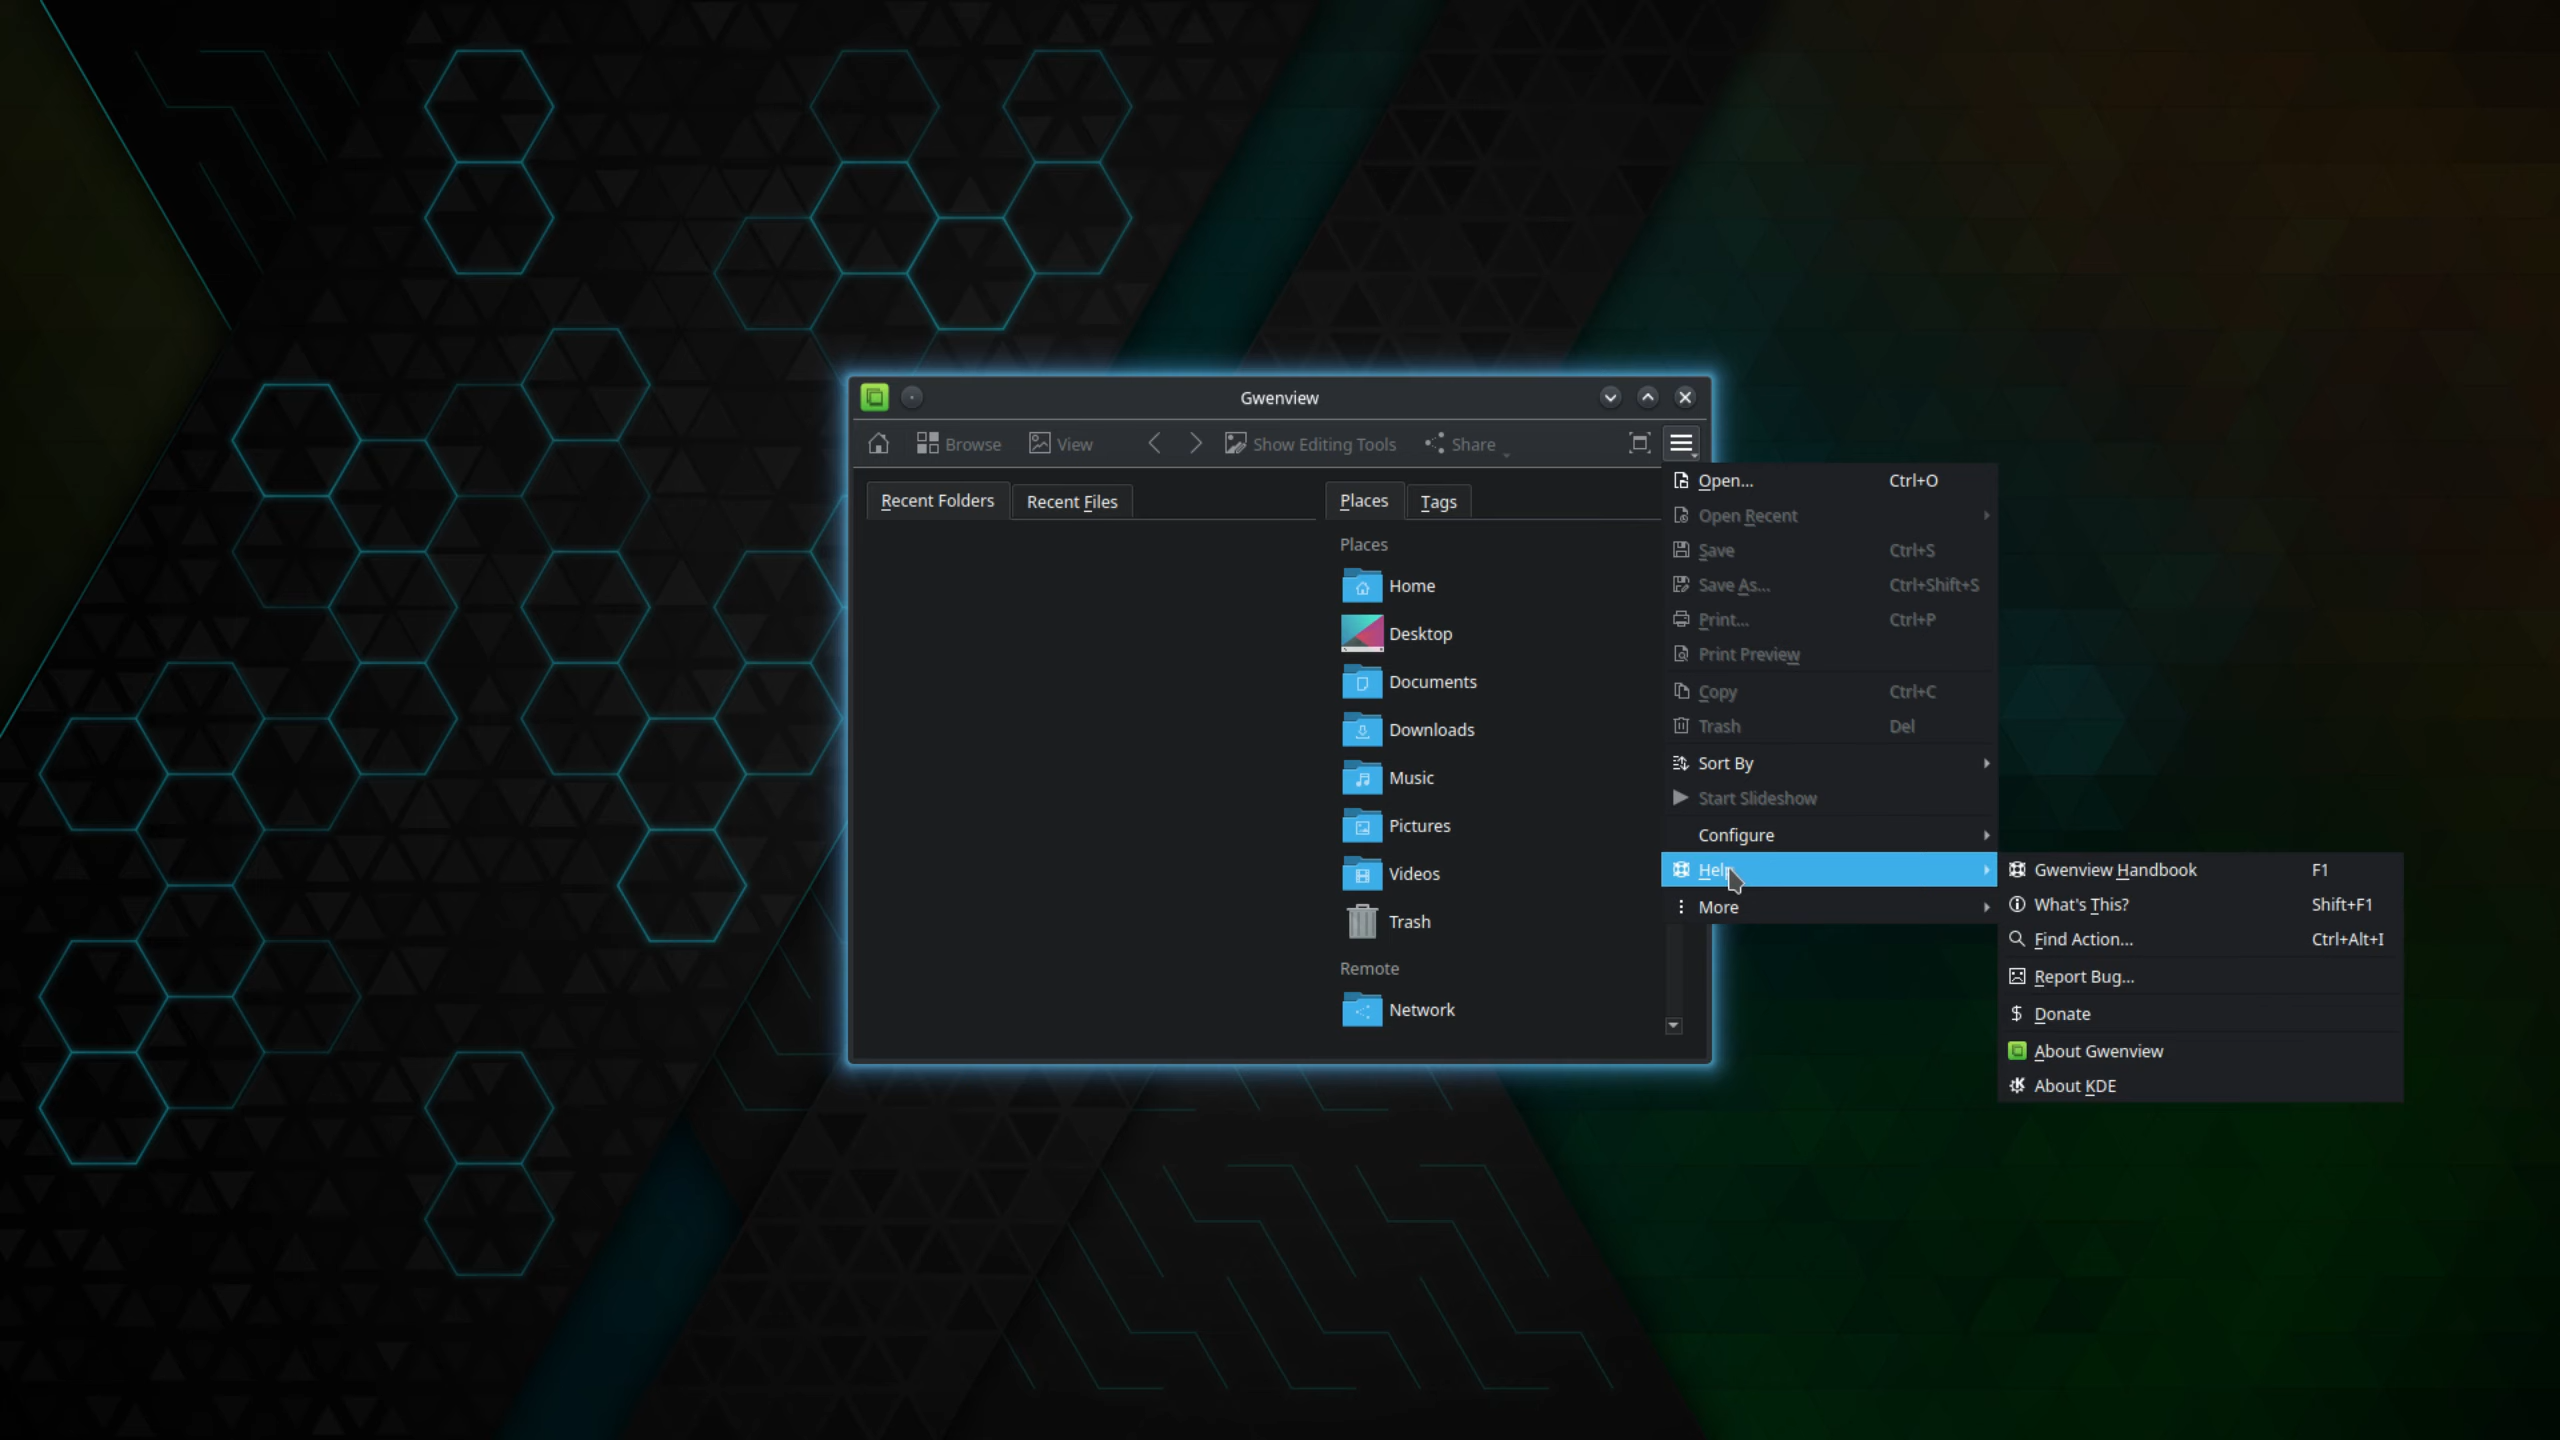 Gwenview
Browse View Show Editing Tools Share
Recent Folders Recent Files Places Tags
Places
Home
Desktop
Documents
Downloads
Music
Pictures
Videos
Trash
Remote
Network
Open... Ctrl+O
Open Recent
Save Ctrl+S
Save As... Ctrl+Shift+S
Print... Ctrl+P
Print Preview
Copy Ctrl+C
Trash Del
Sort By
Start Slideshow
Configure
Help
More
Gwenview Handbook F1
What's This? Shift+F1
Find Action... Ctrl+Alt+I
Report Bug...
Donate
About Gwenview
About KDE